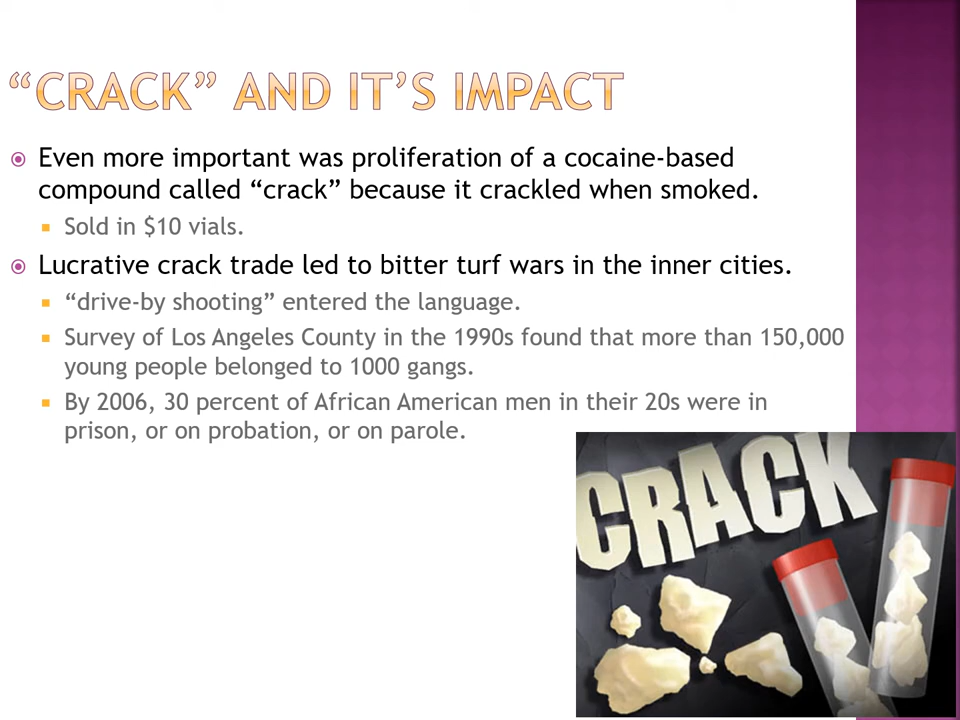 “CRACK” AND IT’S IMPACT
Even more important was proliferation of a cocaine-based
compound called “crack” because it crackled when smoked.
Sold in $10 vials.
Lucrative crack trade led to bitter turf wars in the inner cities.
“drive-by shooting” entered the language.
Survey of Los Angeles County in the 1990s found that more than 150,000
young people belonged to 1000 gangs.
By 2006, 30 percent of African American men in their 20s were in
prison, or on probation, or on parole.
CRACK